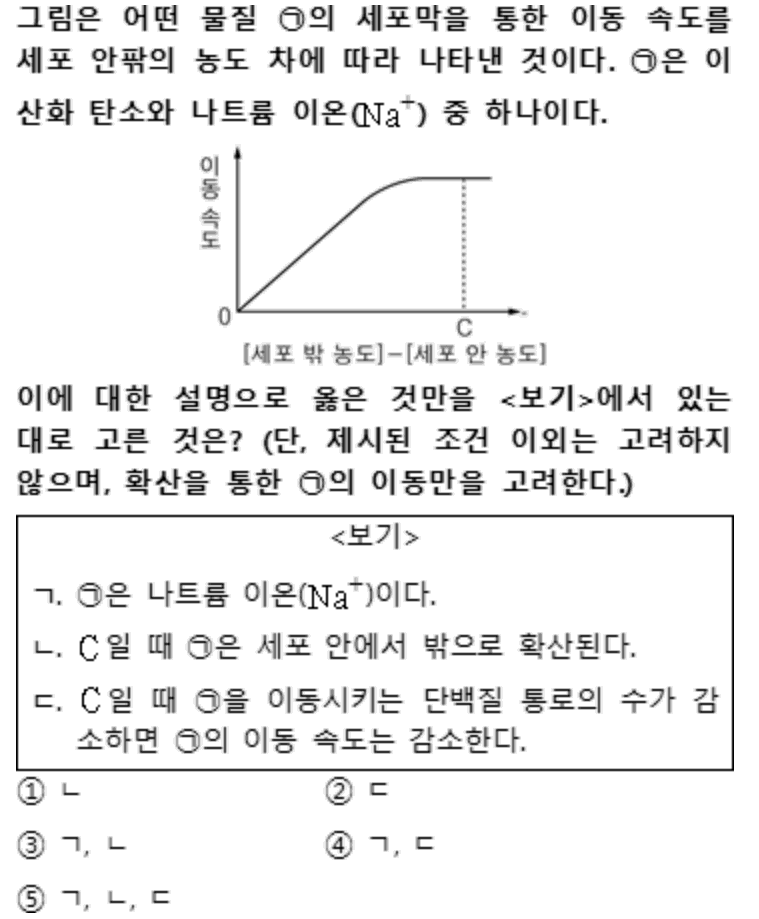 그림은 어떤 물질 ㉠의 세포막을 통한 이동 속도를
세포 안팎의 농도 차에 따라 나타낸 것이다. ㉠은 이
산화 탄소와 나트륨 이온(Na⁺) 중 하나이다.
이동 속도
0
C
[세포 밖 농도]−[세포 안 농도]
이에 대한 설명으로 옳은 것만을 <보기>에서 있는
대로 고른 것은? (단, 제시된 조건 이외는 고려하지
않으며, 확산을 통한 ㉠의 이동만을 고려한다.)
<보기>
ㄱ. ㉠은 나트륨 이온(Na⁺)이다.
ㄴ. C일 때 ㉠은 세포 안에서 밖으로 확산된다.
ㄷ. C일 때 ㉠을 이동시키는 단백질 통로의 수가 감
소하면 ㉠의 이동 속도는 감소한다.
① ㄴ ② ㄷ
③ ㄱ, ㄴ ④ ㄱ, ㄷ
⑤ ㄱ, ㄴ, ㄷ